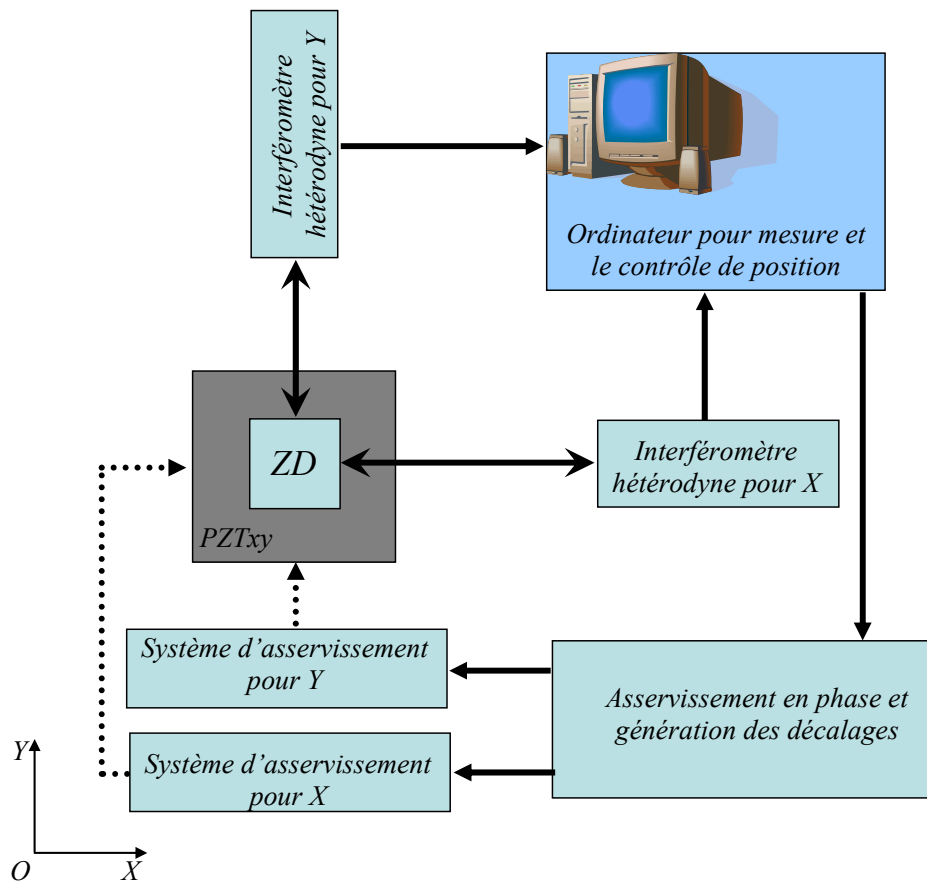 Interféromètre
hétérodyne pour Y
Ordinateur pour mesure et
le contrôle de position
ZD
PZTxy
Interféromètre
hétérodyne pour X
Système d'asservissement
pour Y
Asservissement en phase et
génération des décalages
Système d'asservissement
pour X
Y
O
X